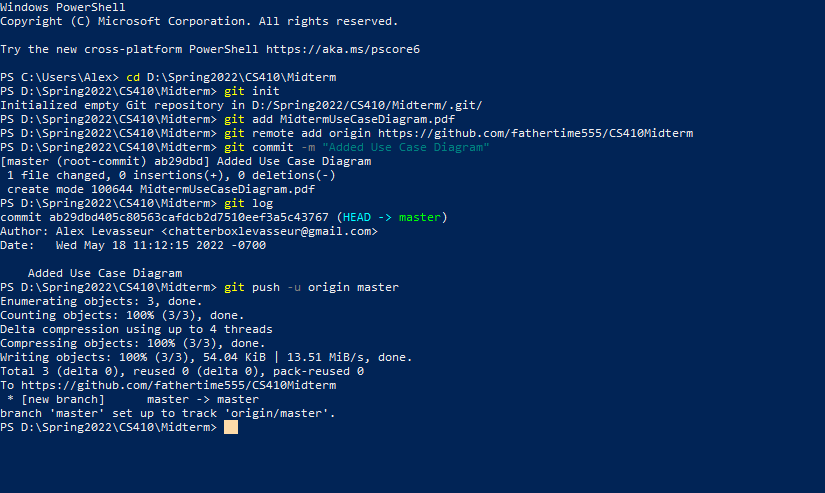 Windows PowerShell
Copyright (C) Microsoft Corporation. All rights reserved.
Try the new cross-platform PowerShell https://aka.ms/pscore6
PS C:\Users\Alex> cd D:\Spring2022\CS410\Midterm
PS D:\Spring2022\CS410\Midterm> git init
Initialized empty Git repository in D:/Spring2022/CS410/Midterm/.git/
PS D:\Spring2022\CS410\Midterm> git add MidtermUseCaseDiagram.pdf
PS D:\Spring2022\CS410\Midterm> git remote add origin https://github.com/fathertime555/CS410Midterm
PS D:\Spring2022\CS410\Midterm> git commit -m "Added Use Case Diagram"
[master (root-commit) ab29dbd] Added Use Case Diagram
 1 file changed, 0 insertions(+), 0 deletions(-)
 create mode 100644 MidtermUseCaseDiagram.pdf
PS D:\Spring2022\CS410\Midterm> git log
commit ab29dbd405c80563cafdcb2d7510eef3a5c43767 (HEAD -> master)
Author: Alex Levasseur <chatterboxlevasseur@gmail.com>
Date:   Wed May 18 11:12:15 2022 -0700
    Added Use Case Diagram
PS D:\Spring2022\CS410\Midterm> git push -u origin master
Enumerating objects: 3, done.
Counting objects: 100% (3/3), done.
Delta compression using up to 4 threads
Compressing objects: 100% (3/3), done.
Writing objects: 100% (3/3), 54.04 KiB | 13.51 MiB/s, done.
Total 3 (delta 0), reused 0 (delta 0), pack-reused 0
To https://github.com/fathertime555/CS410Midterm
 * [new branch]      master -> master
branch 'master' set up to track 'origin/master'.
PS D:\Spring2022\CS410\Midterm>